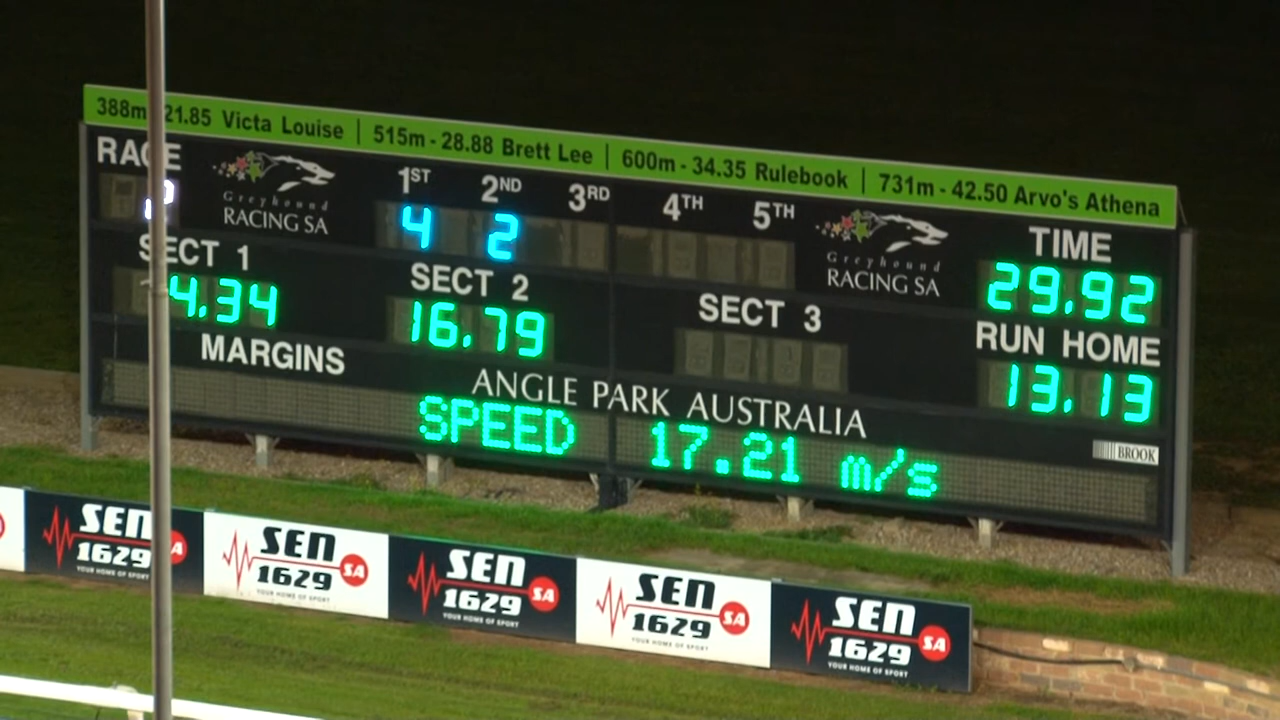 388m - 21.85 Victa Louise | 515m - 28.88 Brett Lee | 600m - 34.35 Rulebook | 731m - 42.50 Arvo's Athena
RACE
Greyhound
RACING SA
1ST 2ND 3RD 4TH 5TH
4 2
Greyhound
RACING SA
TIME
29.92
SECT 1
4.34
SECT 2
16.79
SECT 3
RUN HOME
13.13
MARGINS
ANGLE PARK AUSTRALIA
SPEED 17.21 m/s
BROOK
SEN
1629
SA
YOUR HOME OF SPORT
SEN
1629
SA
YOUR HOME OF SPORT
SEN
1629
SA
YOUR HOME OF SPORT
SEN
1629
SA
YOUR HOME OF SPORT
SEN
1629
SA
YOUR HOME OF SPORT